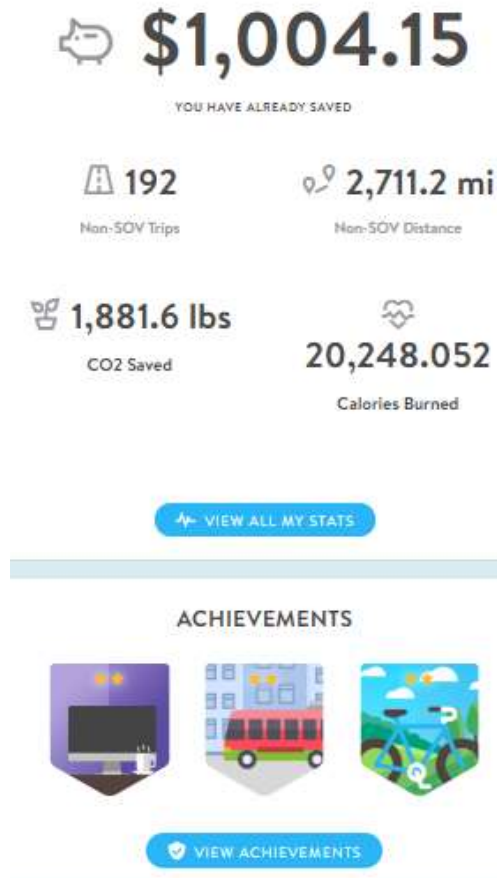 $1,004.15
YOU HAVE ALREADY SAVED
192
2,711.2 mi
Non-SOV Trips
Non-SOV Distance
1,881.6 lbs
CO2 Saved
20,248.052
Calories Burned
VIEW ALL MY STATS
ACHIEVEMENTS
VIEW ACHIEVEMENTS